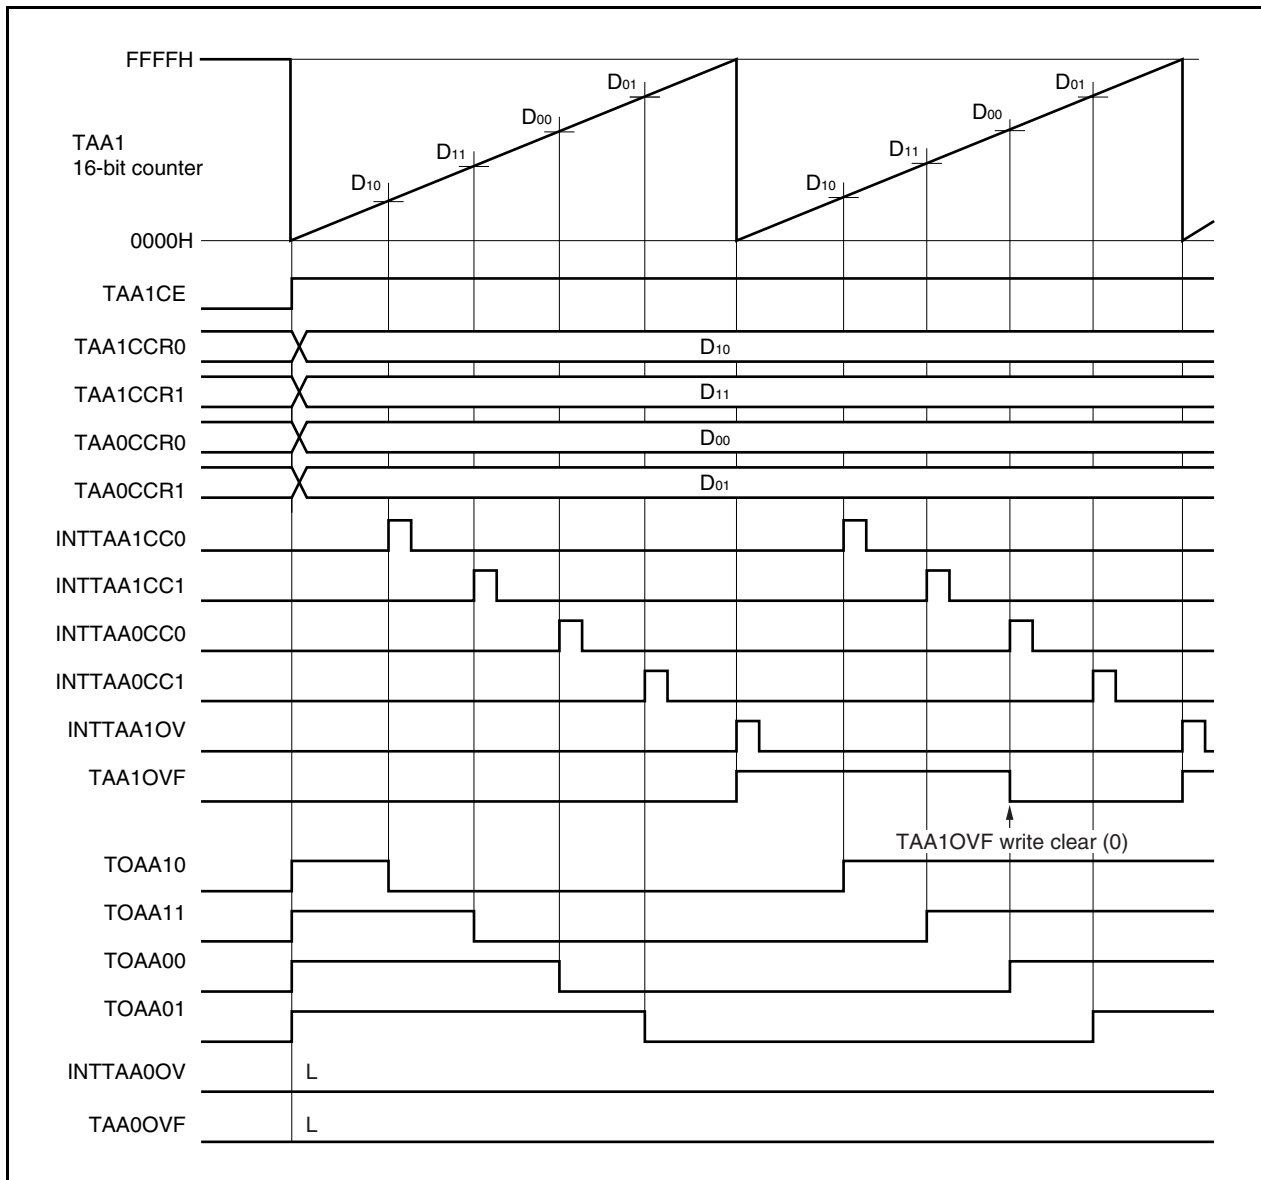 FFFFH
D01 D01
D00 D00
TAA1
16-bit counter
D11 D11
D10 D10
0000H
TAA1CE
TAA1CCR0 D10
TAA1CCR1 D11
TAA0CCR0 D00
TAA0CCR1 D01
INTTAA1CC0
INTTAA1CC1
INTTAA0CC0
INTTAA0CC1
INTTAA1OV
TAA1OVF
TAA1OVF write clear (0)
TOAA10
TOAA11
TOAA00
TOAA01
INTTAA0OV L
TAA0OVF L